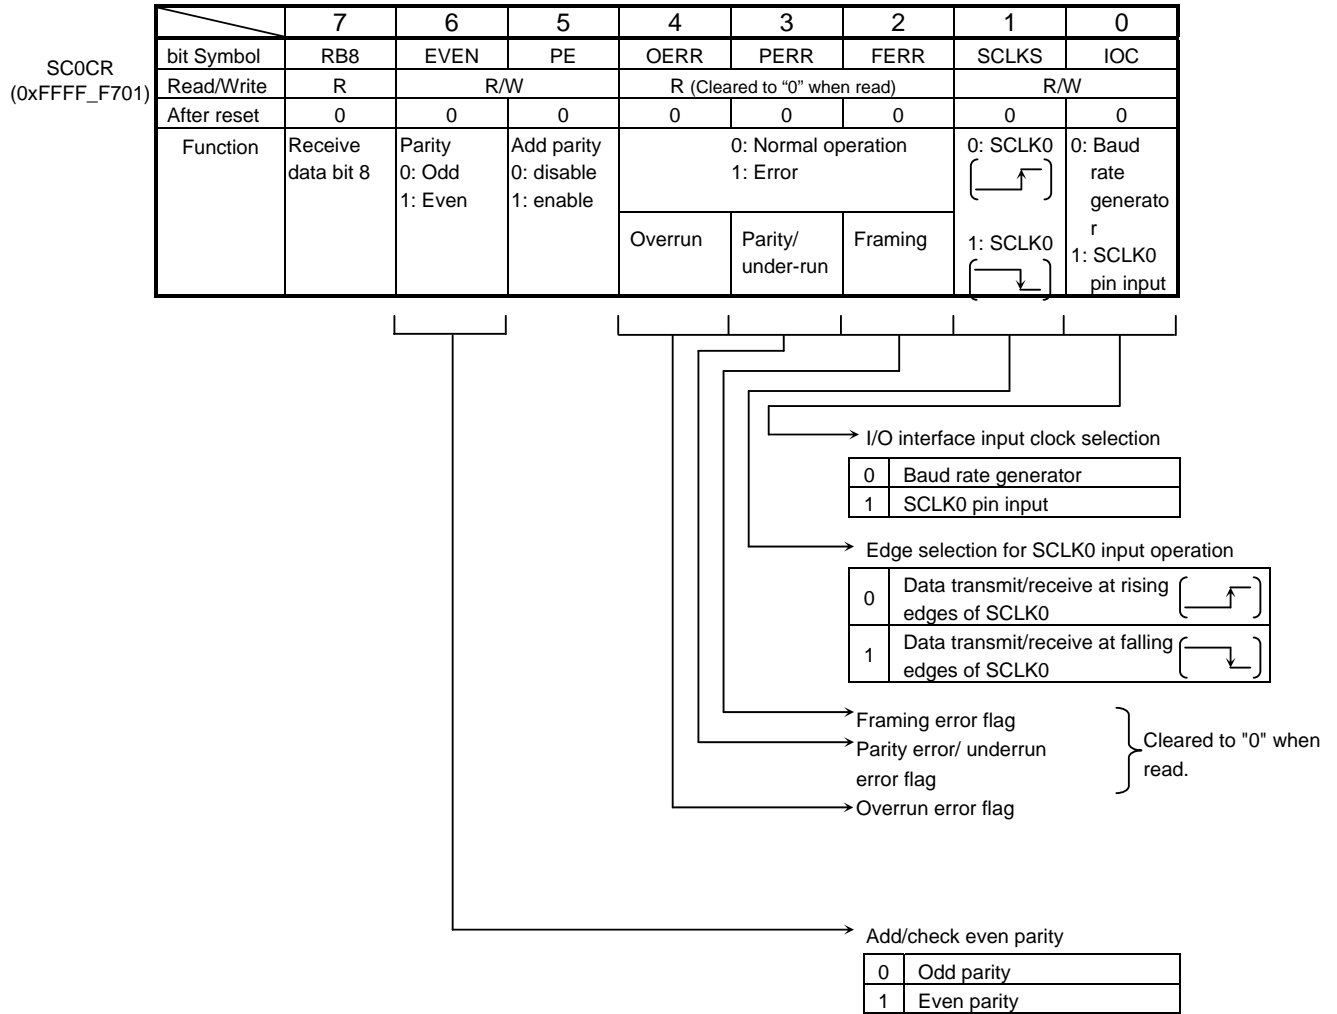 7 6 5 4 3 2 1 0
SC0CR
(0xFFFF_F701)
bit Symbol RB8 EVEN PE OERR PERR FERR SCLKS IOC
Read/Write R R/W R (Cleared to “0” when read) R/W
After reset 0 0 0 0 0 0 0 0
Function
Receive
data bit 8
Parity
0: Odd
1: Even
Add parity
0: disable
1: enable
0: Normal operation
1: Error
Overrun
Parity/
under-run
Framing
0: SCLK0
1: SCLK0
0: Baud
rate
generato
r
1: SCLK0
pin input
I/O interface input clock selection
0 Baud rate generator
1 SCLK0 pin input
Edge selection for SCLK0 input operation
0 Data transmit/receive at rising
edges of SCLK0
1 Data transmit/receive at falling
edges of SCLK0
Framing error flag
Parity error/ underrun
error flag
Overrun error flag
Cleared to "0" when
read.
Add/check even parity
0 Odd parity
1 Even parity